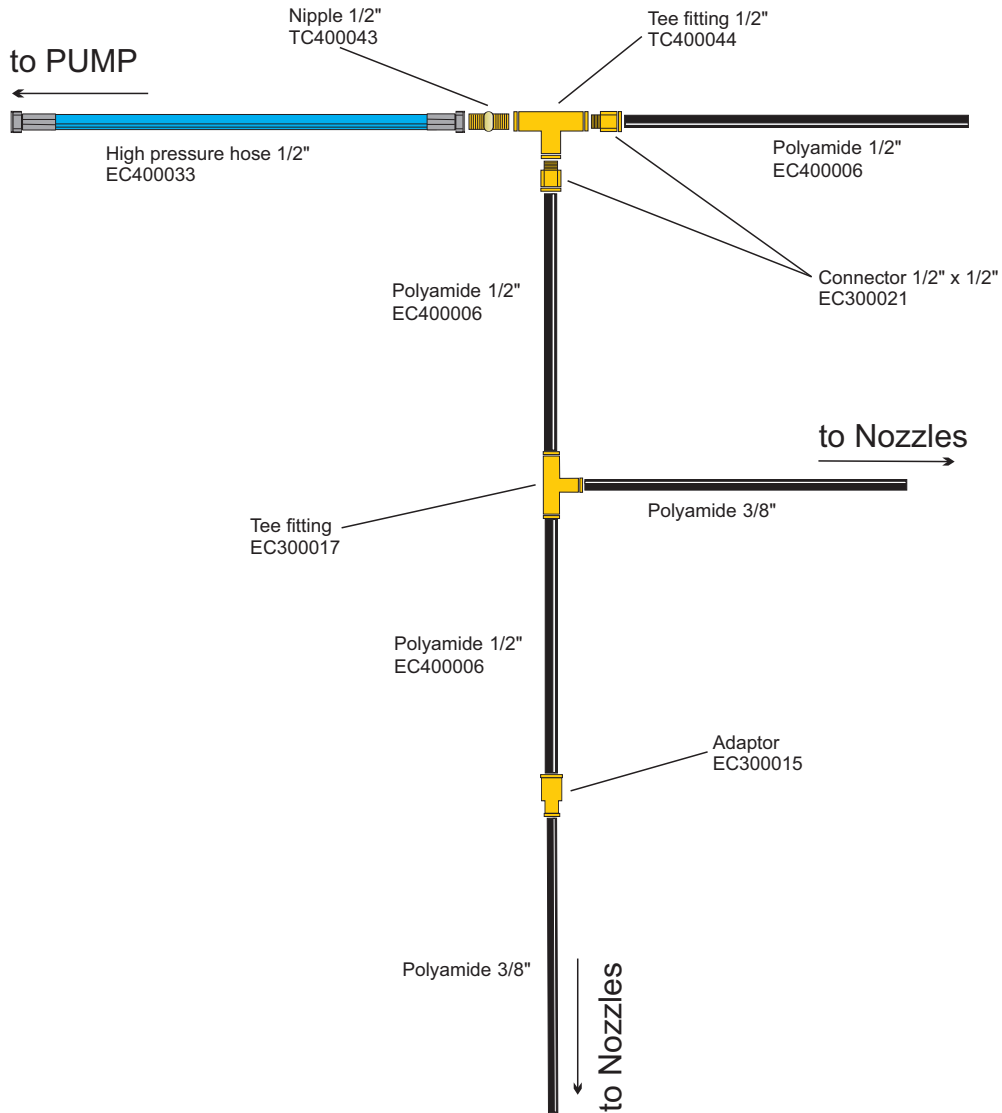 Nipple 1/2"
TC400043
Tee fitting 1/2"
TC400044
to PUMP
High pressure hose 1/2"
EC400033
Polyamide 1/2"
EC400006
Connector 1/2" x 1/2"
EC300021
Polyamide 1/2"
EC400006
to Nozzles
Polyamide 3/8"
Tee fitting
EC300017
Polyamide 1/2"
EC400006
Adaptor
EC300015
Polyamide 3/8"
to Nozzles